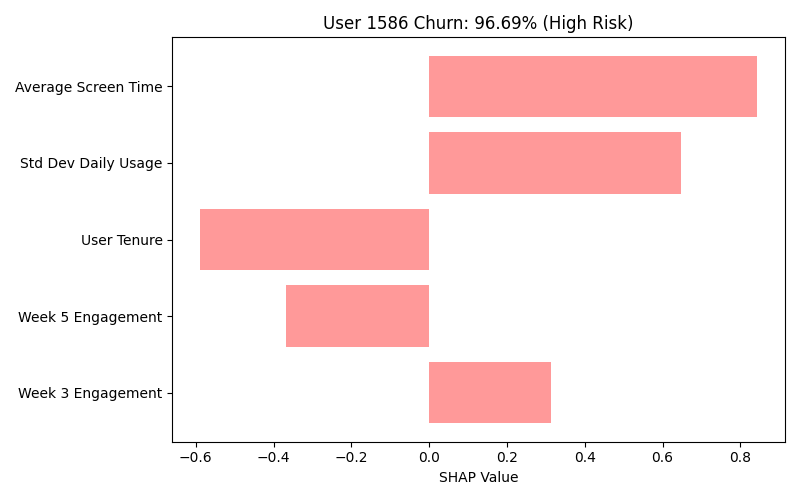 User 1586 Churn: 96.69% (High Risk)
Average Screen Time
Std Dev Daily Usage
User Tenure
Week 5 Engagement
Week 3 Engagement
−0.6 −0.4 −0.2 0.0 0.2 0.4 0.6 0.8
SHAP Value